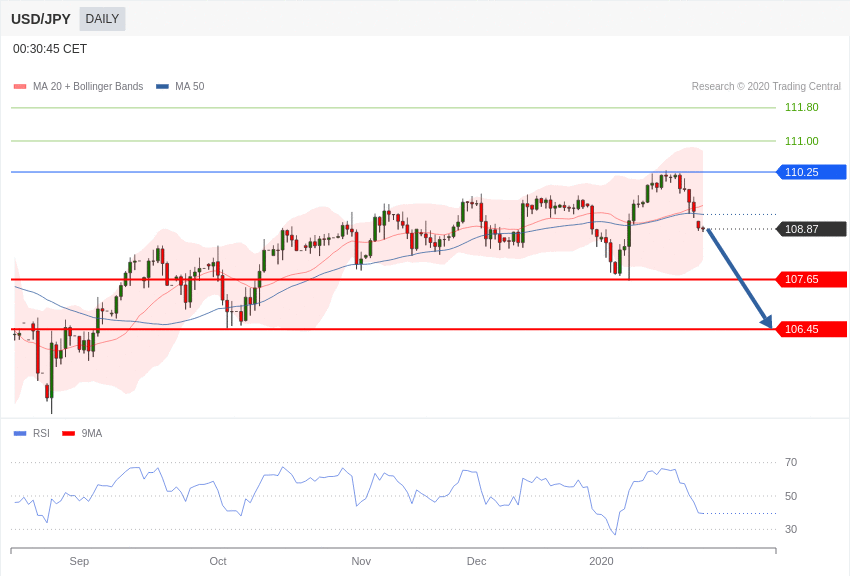 USD/JPY DAILY
00:30:45 CET
MA 20 + Bollinger Bands MA 50 Research © 2020 Trading Central
111.80
111.00
110.25
108.87
107.65
106.45
RSI 9MA
70
50
30
Sep Oct Nov Dec 2020